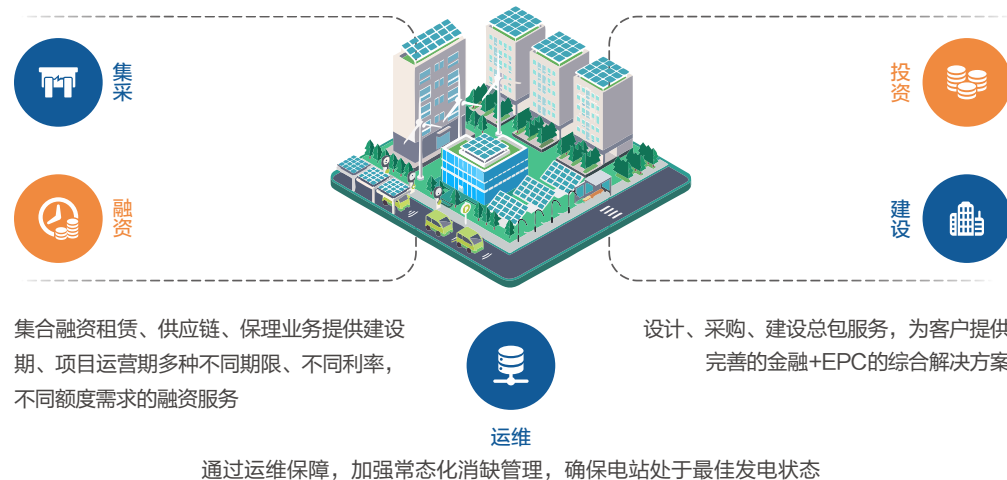 集采
投资
融资
建设
集合融资租赁、供应链、保理业务提供建设
期、项目运营期多种不同期限、不同利率，
不同额度需求的融资服务
设计、采购、建设总包服务，为客户提供
完善的金融+EPC的综合解决方案
运维
通过运维保障，加强常态化消缺管理，确保电站处于最佳发电状态